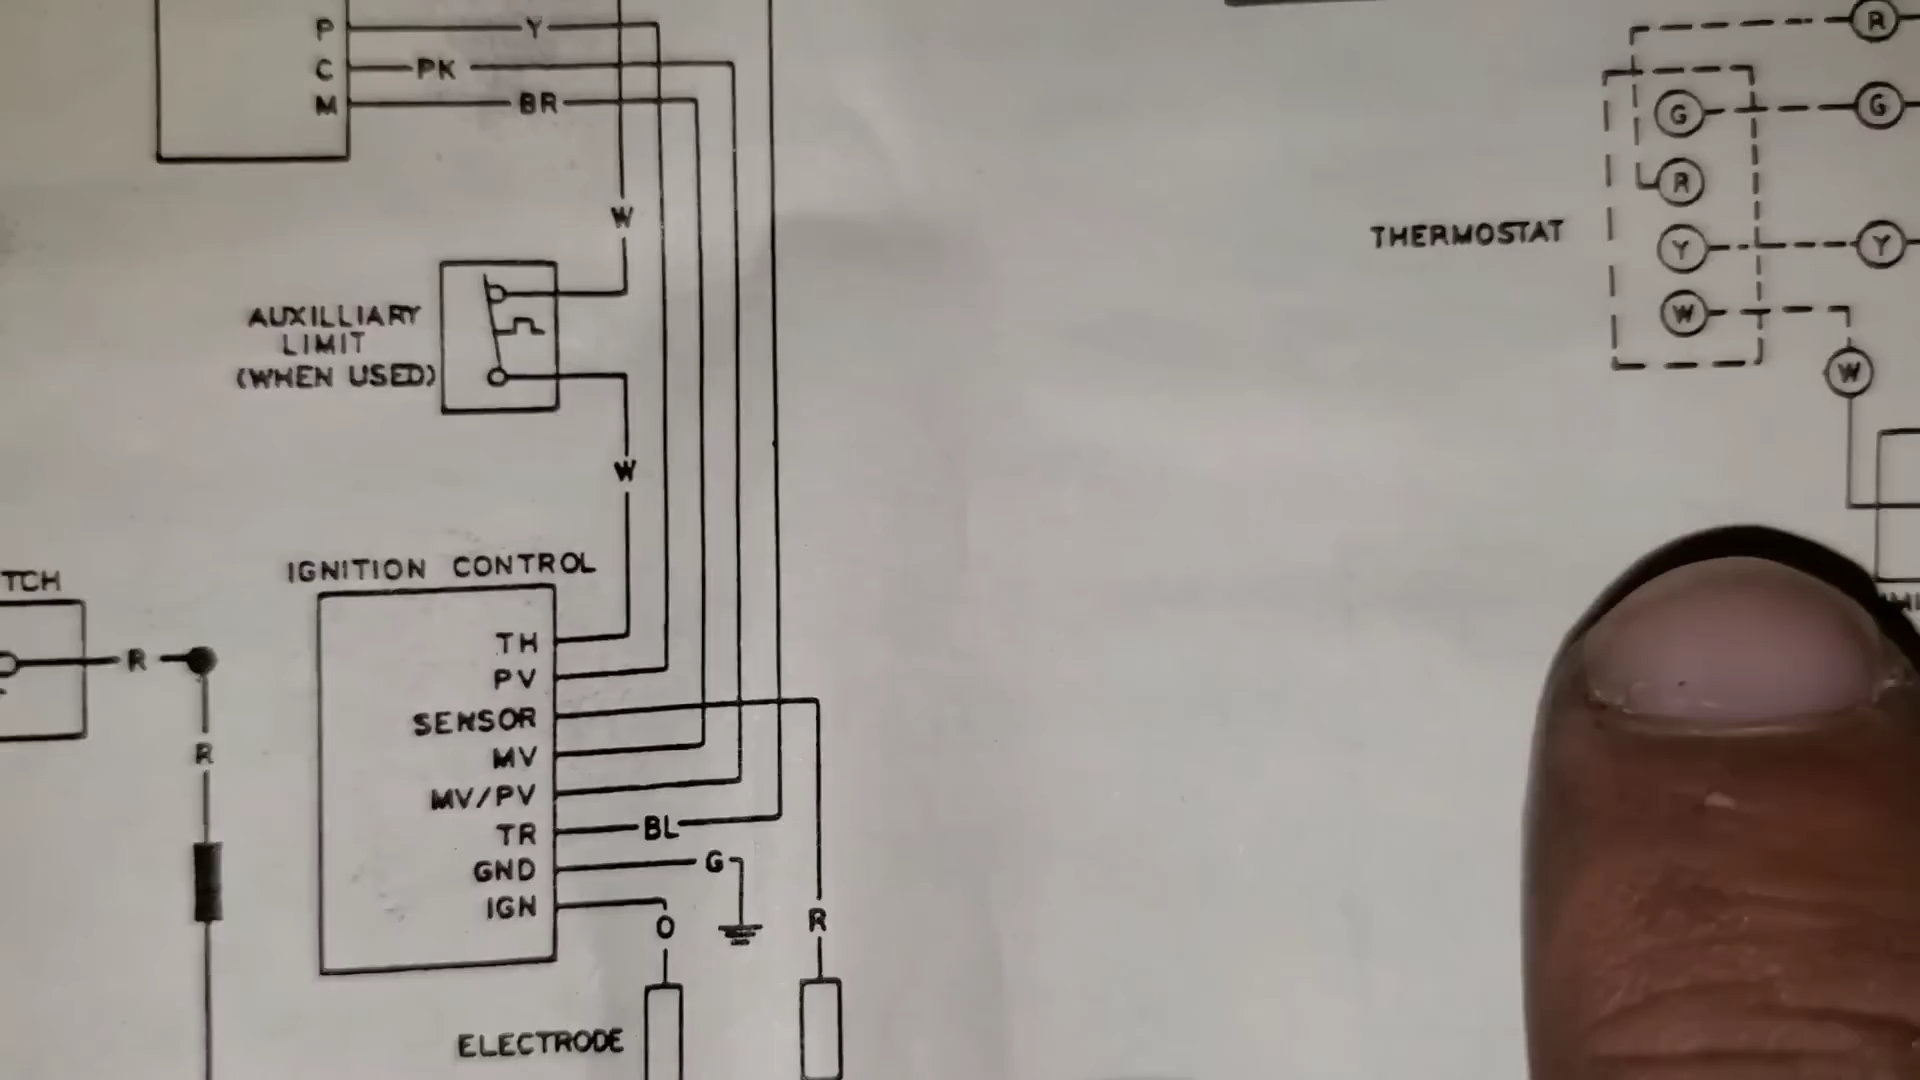 P
Y
C
PK
M
BR
W
AUXILLIARY
LIMIT
(WHEN USED)
W
IGNITION CONTROL
TH
PV
SENSOR
MV
MV/PV
TR
BL
GND
G
IGN
O
R
ELECTRODE
TCH
R
R
THERMOSTAT
G
R
Y
W
R
G
Y
W